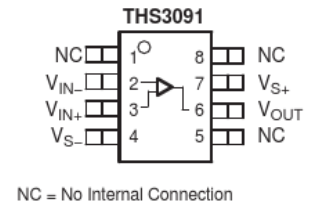 THS3091
NC 1 8 NC
VIN– 2 7 VS+
VIN+ 3 6 VOUT
VS– 4 5 NC
NC = No Internal Connection